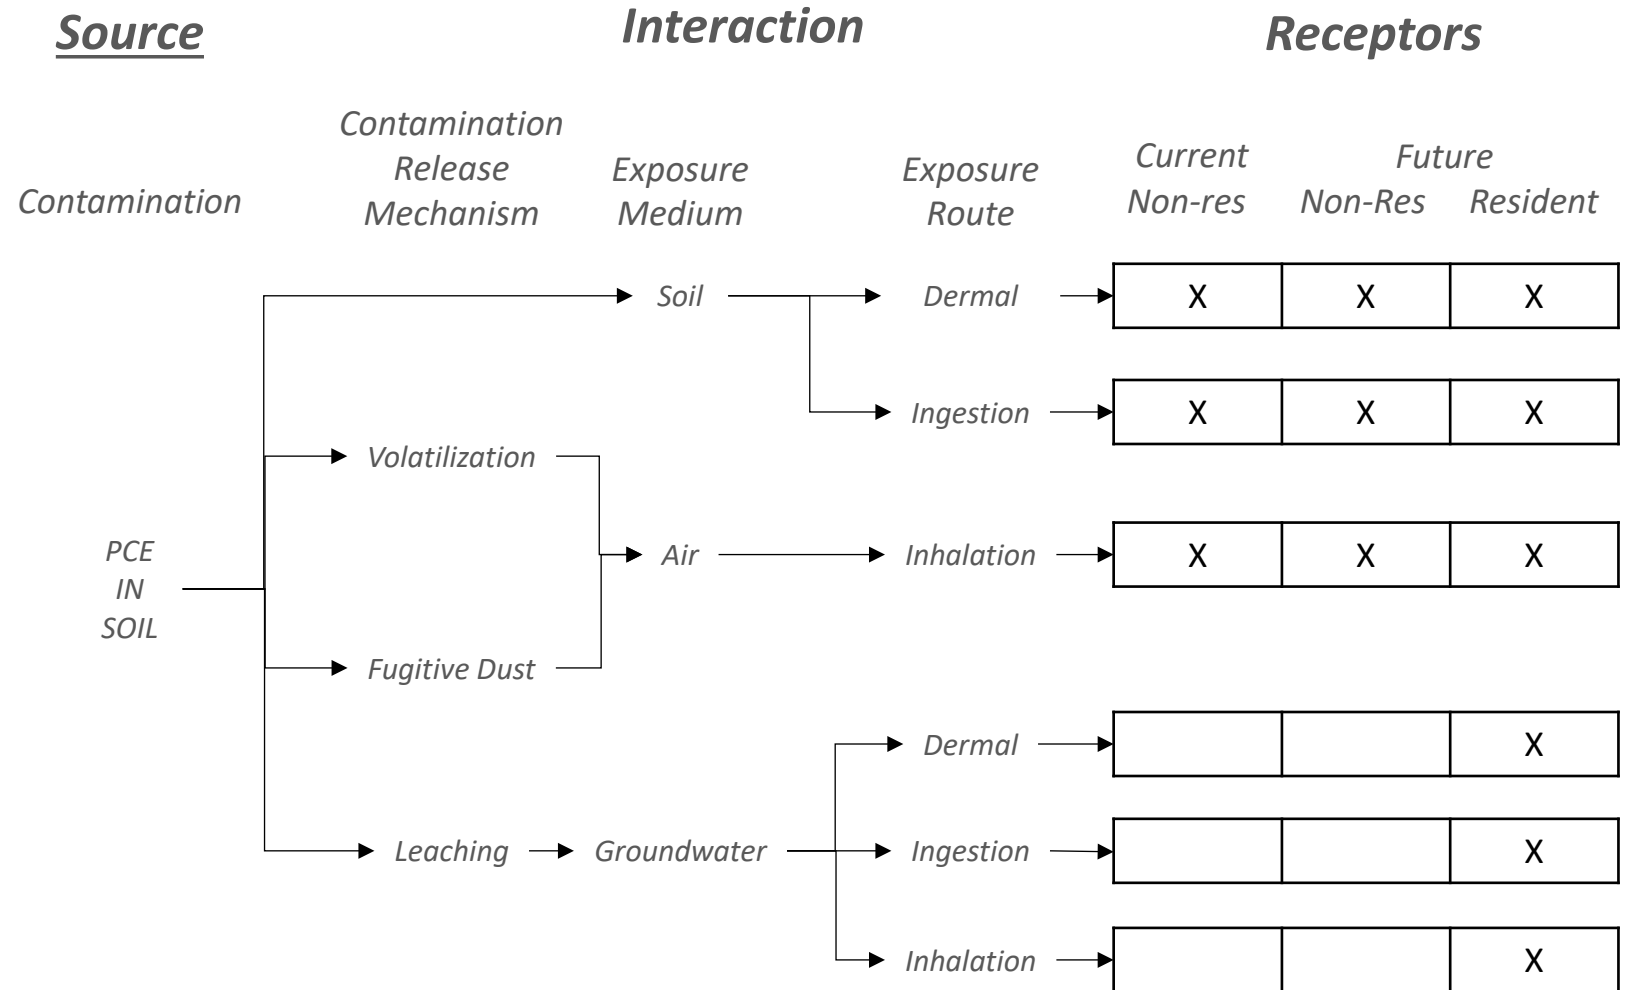 Source
Interaction
Receptors
Contamination
Contamination
Release
Mechanism
Exposure
Medium
Exposure
Route
Current
Non-res
Future
Non-Res
Resident
Soil
Dermal
X
X
X
Ingestion
X
X
X
Volatilization
PCE
IN
SOIL
Air
Inhalation
X
X
X
Fugitive Dust
Dermal
X
Leaching
Groundwater
Ingestion
X
Inhalation
X